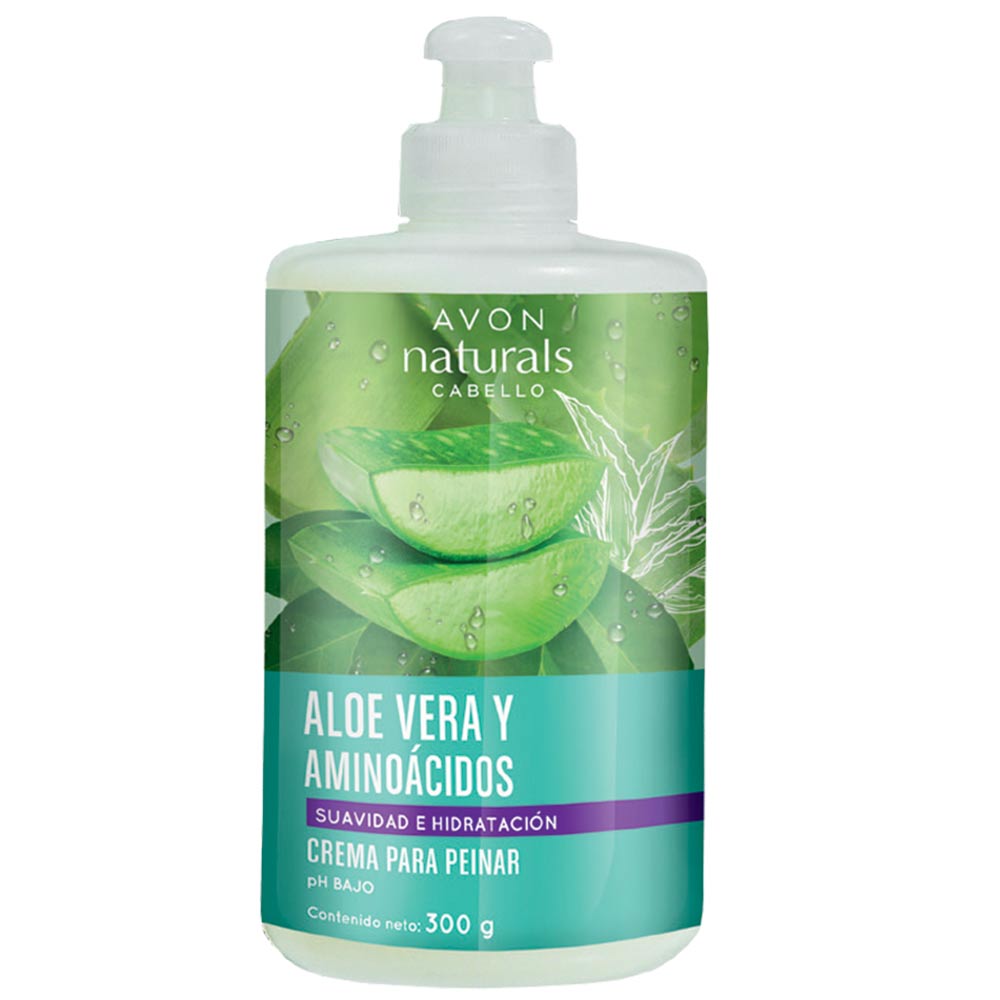 AVON
naturals
CABELLO
ALOE VERA Y
AMINOÁCIDOS
SUAVIDAD E HIDRATACIÓN
CREMA PARA PEINAR
pH BAJO
Contenido neto: 300 g